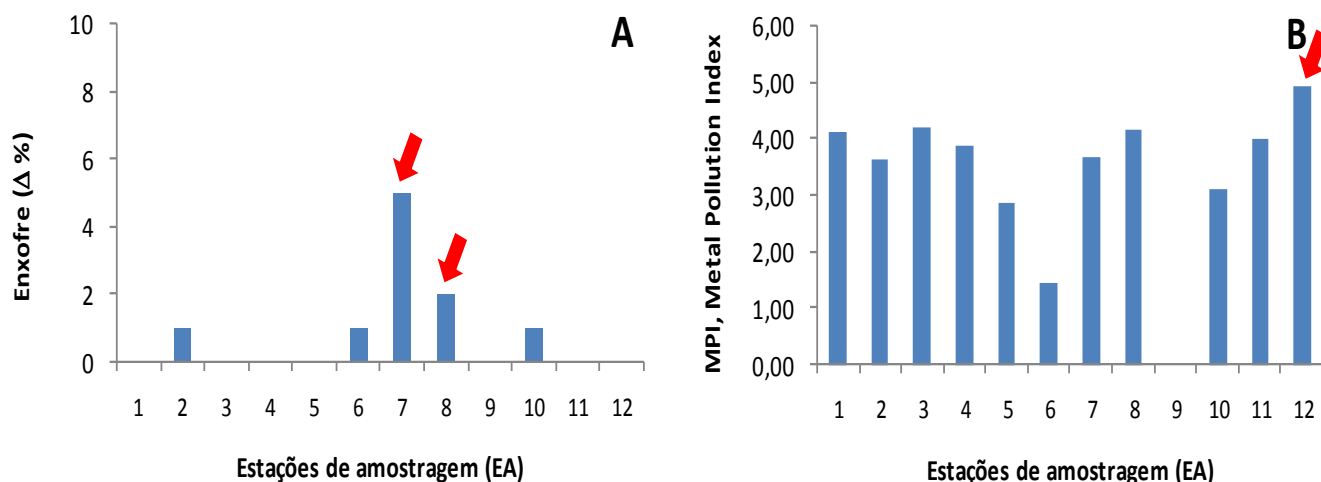 A
Enxofre (Δ %)
10
8
6
4
2
0
1 2 3 4 5 6 7 8 9 10 11 12
Estações de amostragem (EA)
B
MPI, Metal Pollution Index
6,00
5,00
4,00
3,00
2,00
1,00
0,00
1 2 3 4 5 6 7 8 9 10 11 12
Estações de amostragem (EA)